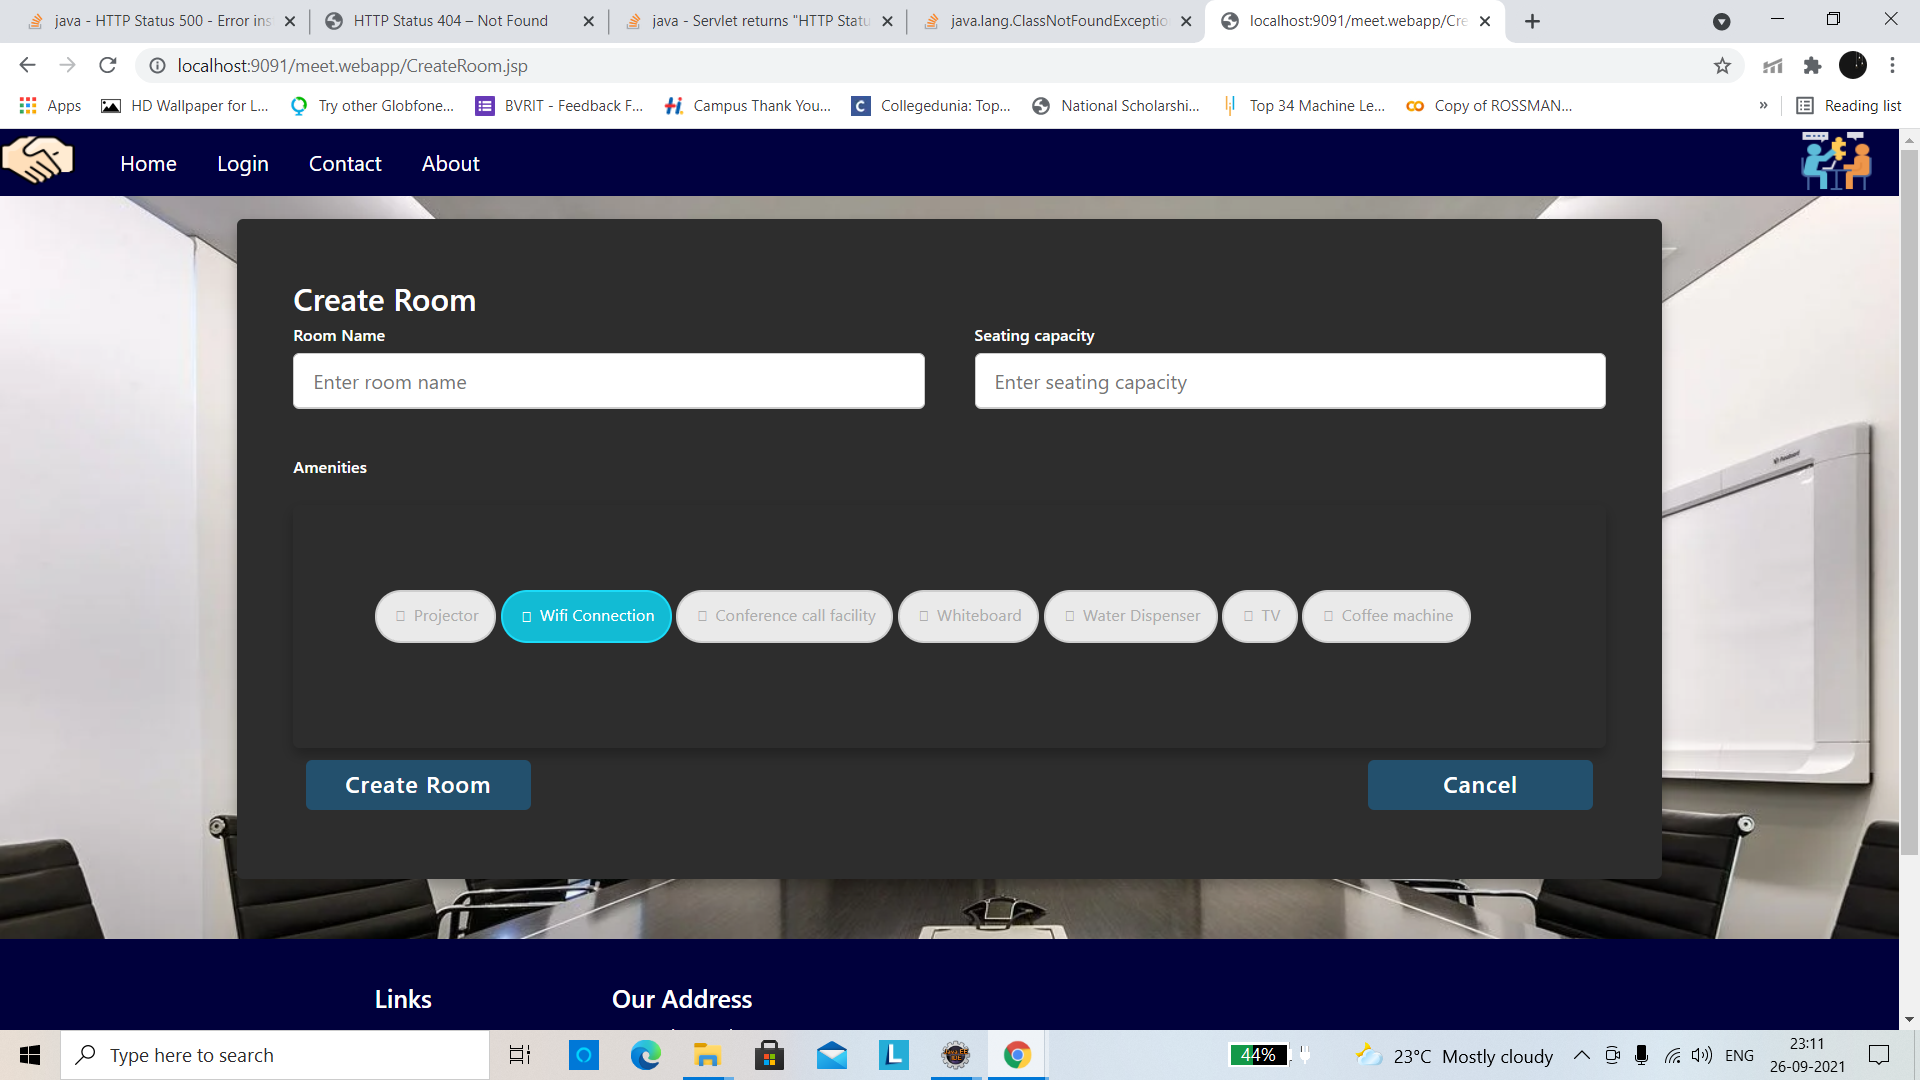 java - HTTP Status 500 - Error ins
HTTP Status 404 – Not Found
java - Servlet returns "HTTP Statu
java.lang.ClassNotFoundExceptio
localhost:9091/meet.webapp/Cre
localhost:9091/meet.webapp/CreateRoom.jsp
Apps
HD Wallpaper for L...
Try other Globfone...
BVRIT - Feedback F...
Campus Thank You...
Collegedunia: Top...
National Scholarshi...
Top 34 Machine Le...
Copy of ROSSMAN...
»
Reading list
Home Login Contact About
Create Room
Room Name
Seating capacity
Enter room name
Enter seating capacity
Amenities
Projector
Wifi Connection
Conference call facility
Whiteboard
Water Dispenser
TV
Coffee machine
Create Room
Cancel
Links
Our Address
Type here to search
44%
23°C Mostly cloudy
ENG
23:11
26-09-2021